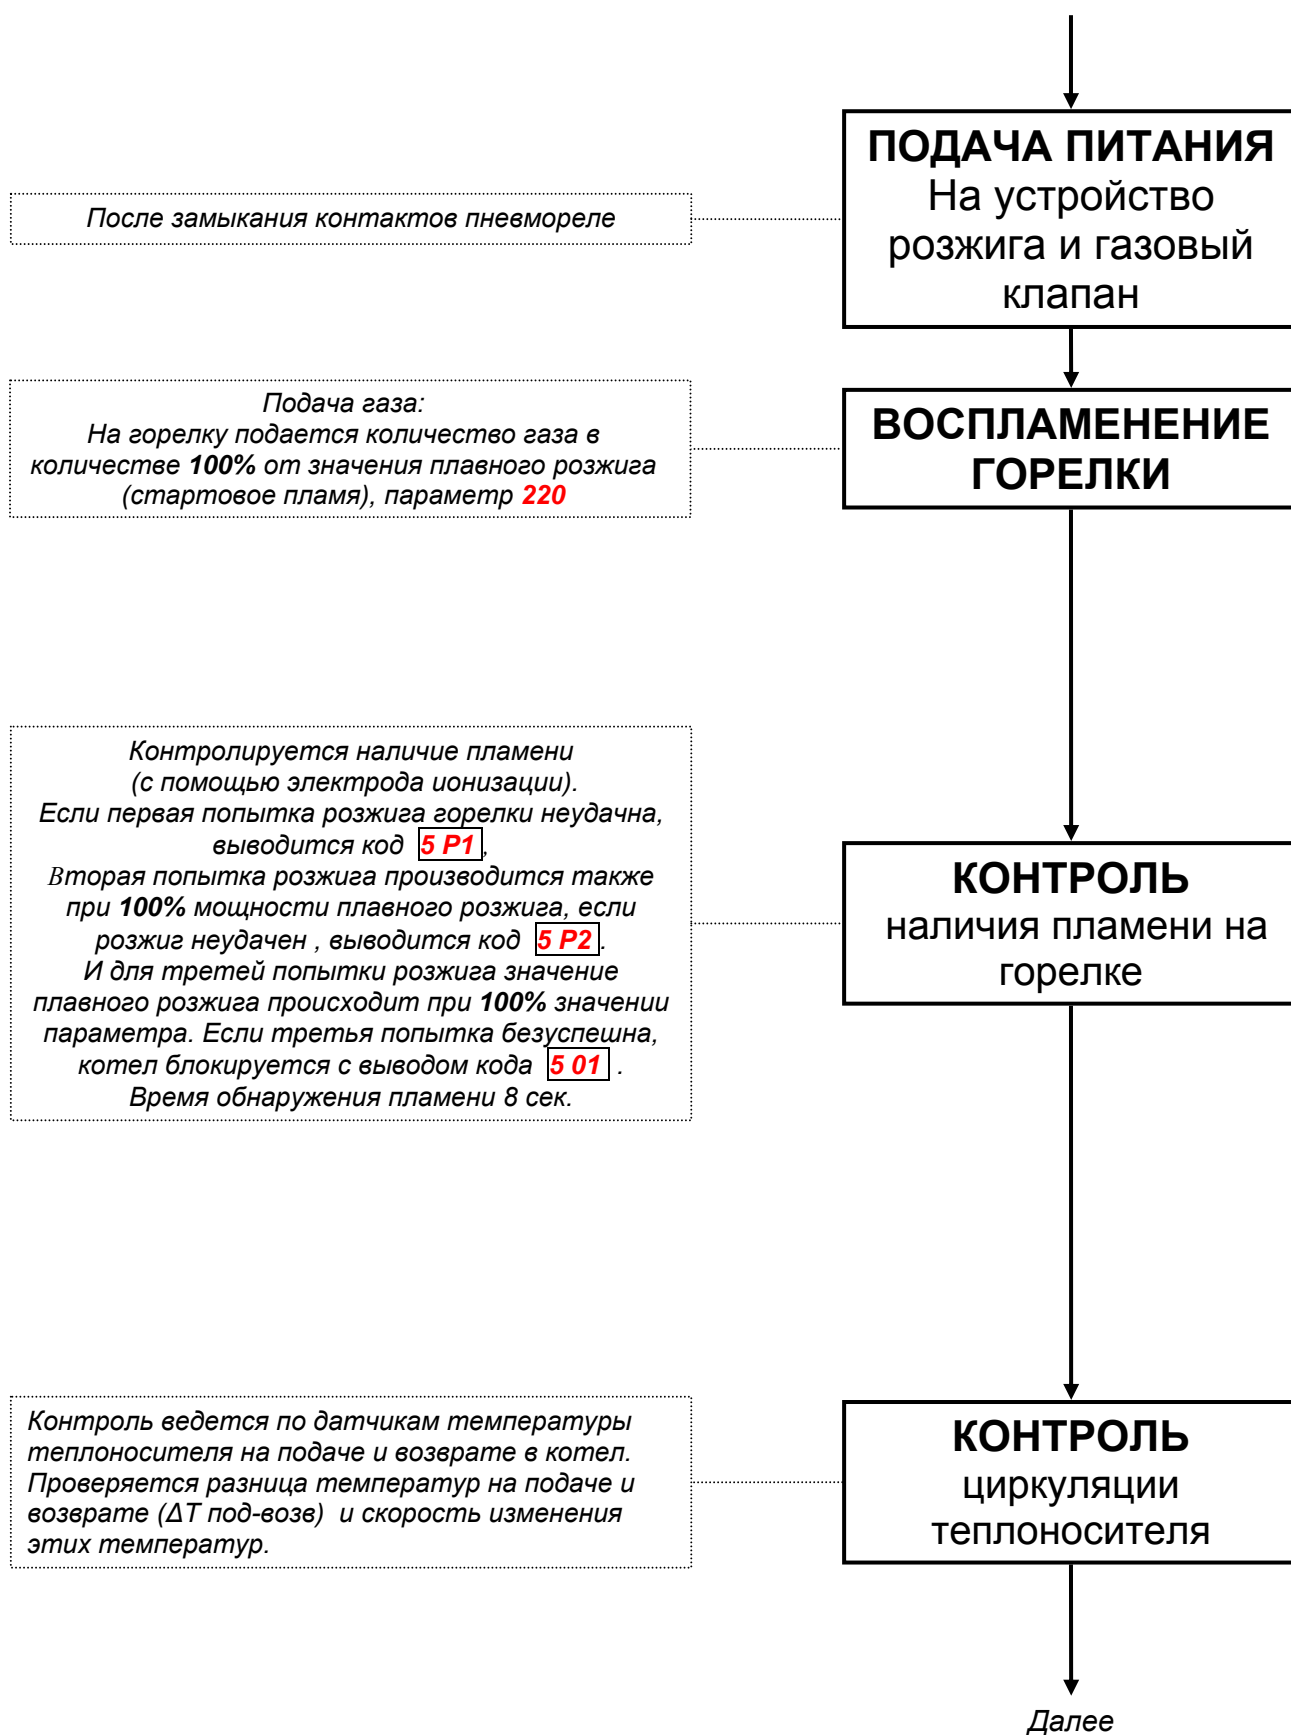 ПОДАЧА ПИТАНИЯ
На устройство
розжига и газовый
клапан
После замыкания контактов пневмореле
Подача газа:
На горелку подается количество газа в
количестве 100% от значения плавного розжига
(стартовое пламя), параметр 220
ВОСПЛАМЕНЕНИЕ
ГОРЕЛКИ
Контролируется наличие пламени
(с помощью электрода ионизации).
Если первая попытка розжига горелки неудачна,
выводится код 5 P1,
Вторая попытка розжига производится также
при 100% мощности плавного розжига, если
розжиг неудачен , выводится код 5 P2.
И для третей попытки розжига значение
плавного розжига происходит при 100% значении
параметра. Если третья попытка безуспешна,
котел блокируется с выводом кода 5 01 .
Время обнаружения пламени 8 сек.
КОНТРОЛЬ
наличия пламени на
горелке
Контроль ведется по датчикам температуры
теплоносителя на подаче и возврате в котел.
Проверяется разница температур на подаче и
возврате (ΔT под-возв) и скорость изменения
этих температур.
КОНТРОЛЬ
циркуляции
теплоносителя
Далее